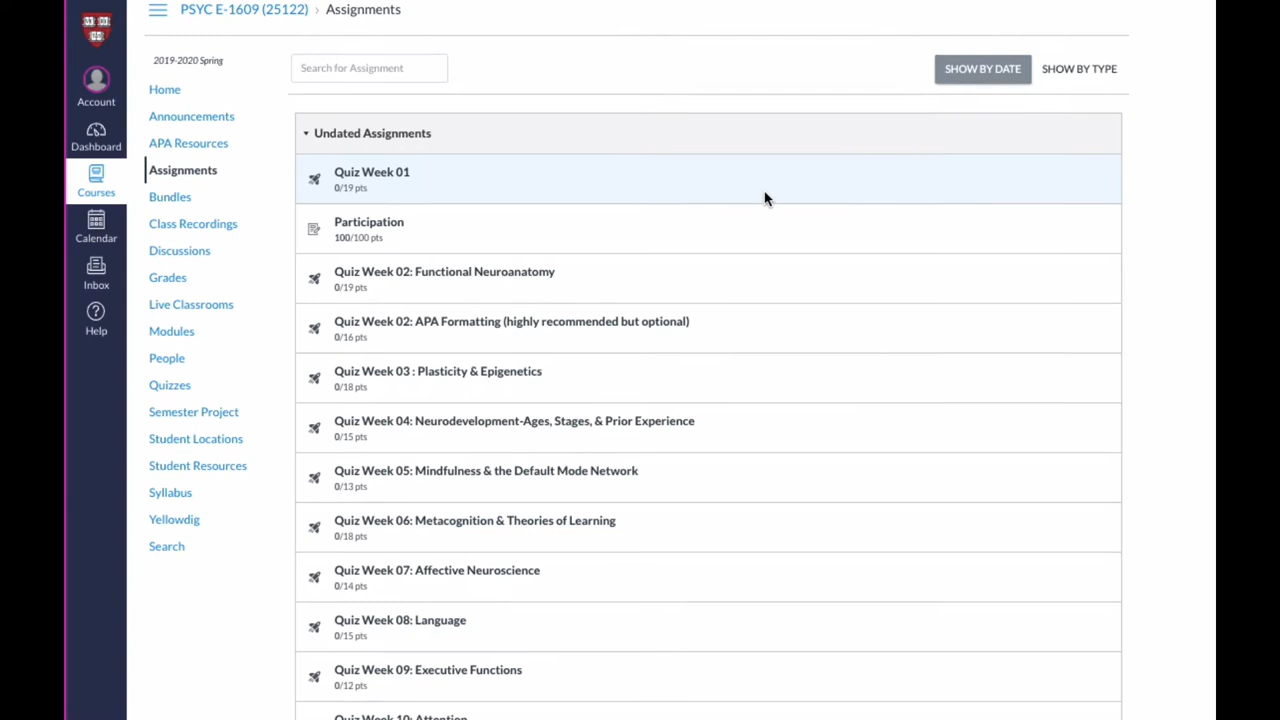 PSYC E-1609 (25122) › Assignments
Account
Dashboard
Courses
Calendar
Inbox
Help
2019-2020 Spring
Home
Announcements
APA Resources
Assignments
Bundles
Class Recordings
Discussions
Grades
Live Classrooms
Modules
People
Quizzes
Semester Project
Student Locations
Student Resources
Syllabus
Yellowdig
Search
Search for Assignment
SHOW BY DATE
SHOW BY TYPE
Undated Assignments
Quiz Week 01
0/19 pts
Participation
100/100 pts
Quiz Week 02: Functional Neuroanatomy
0/19 pts
Quiz Week 02: APA Formatting (highly recommended but optional)
0/16 pts
Quiz Week 03 : Plasticity & Epigenetics
0/18 pts
Quiz Week 04: Neurodevelopment-Ages, Stages, & Prior Experience
0/15 pts
Quiz Week 05: Mindfulness & the Default Mode Network
0/13 pts
Quiz Week 06: Metacognition & Theories of Learning
0/18 pts
Quiz Week 07: Affective Neuroscience
0/14 pts
Quiz Week 08: Language
0/15 pts
Quiz Week 09: Executive Functions
0/12 pts
Quiz Week 10: Attention